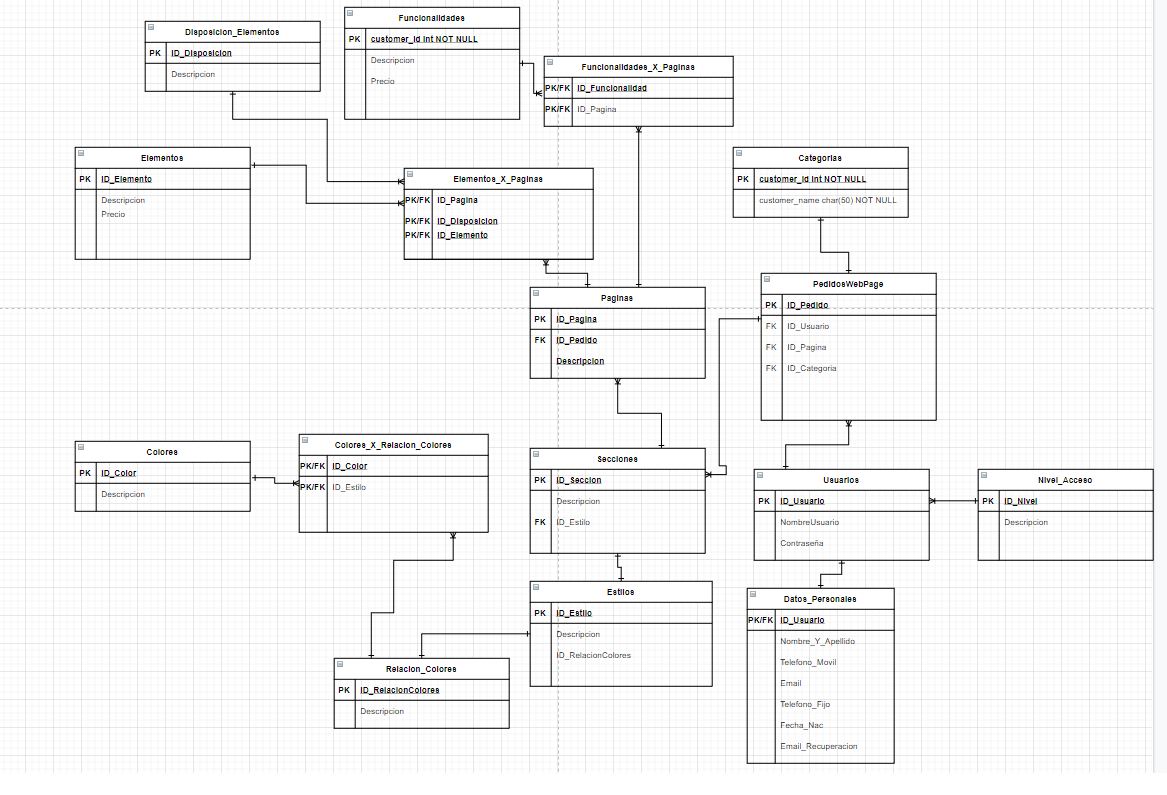 Disposicion_Elementos
PK ID_Disposicion
Descripcion
Funcionalidades
PK customer_id int NOT NULL
Descripcion
Precio
Funcionalidades_X_Paginas
PK/FK ID_Funcionalidad
PK/FK ID_Pagina
Elementos
PK ID_Elemento
Descripcion
Precio
Elementos_X_Paginas
PK/FK ID_Pagina
PK/FK ID_Disposicion
PK/FK ID_Elemento
Categorias
PK customer_id int NOT NULL
customer_name char(50) NOT NULL
Paginas
PK ID_Pagina
FK ID_Pedido
Descripcion
PedidosWebPage
PK ID_Pedido
FK ID_Usuario
FK ID_Pagina
FK ID_Categoria
Colores
PK ID_Color
Descripcion
Colores_X_Relacion_Colores
PK/FK ID_Color
PK/FK ID_Estilo
Secciones
PK ID_Seccion
Descripcion
FK ID_Estilo
Usuarios
PK ID_Usuario
NombreUsuario
Contraseña
Nivel_Acceso
PK ID_Nivel
Descripcion
Estilos
PK ID_Estilo
Descripcion
ID_RelacionColores
Relacion_Colores
PK ID_RelacionColores
Descripcion
Datos_Personales
PK/FK ID_Usuario
Nombre_Y_Apellido
Telefono_Movil
Email
Telefono_Fijo
Fecha_Nac
Email_Recuperacion